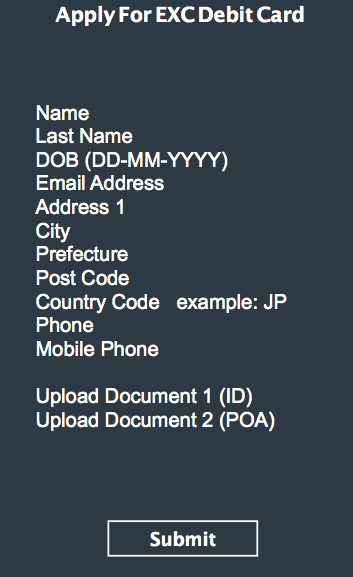 Apply For EXC Debit Card
Name
Last Name
DOB (DD-MM-YYYY)
Email Address
Address 1
City
Prefecture
Post Code
Country Code example: JP
Phone
Mobile Phone
Upload Document 1 (ID)
Upload Document 2 (POA)
Submit